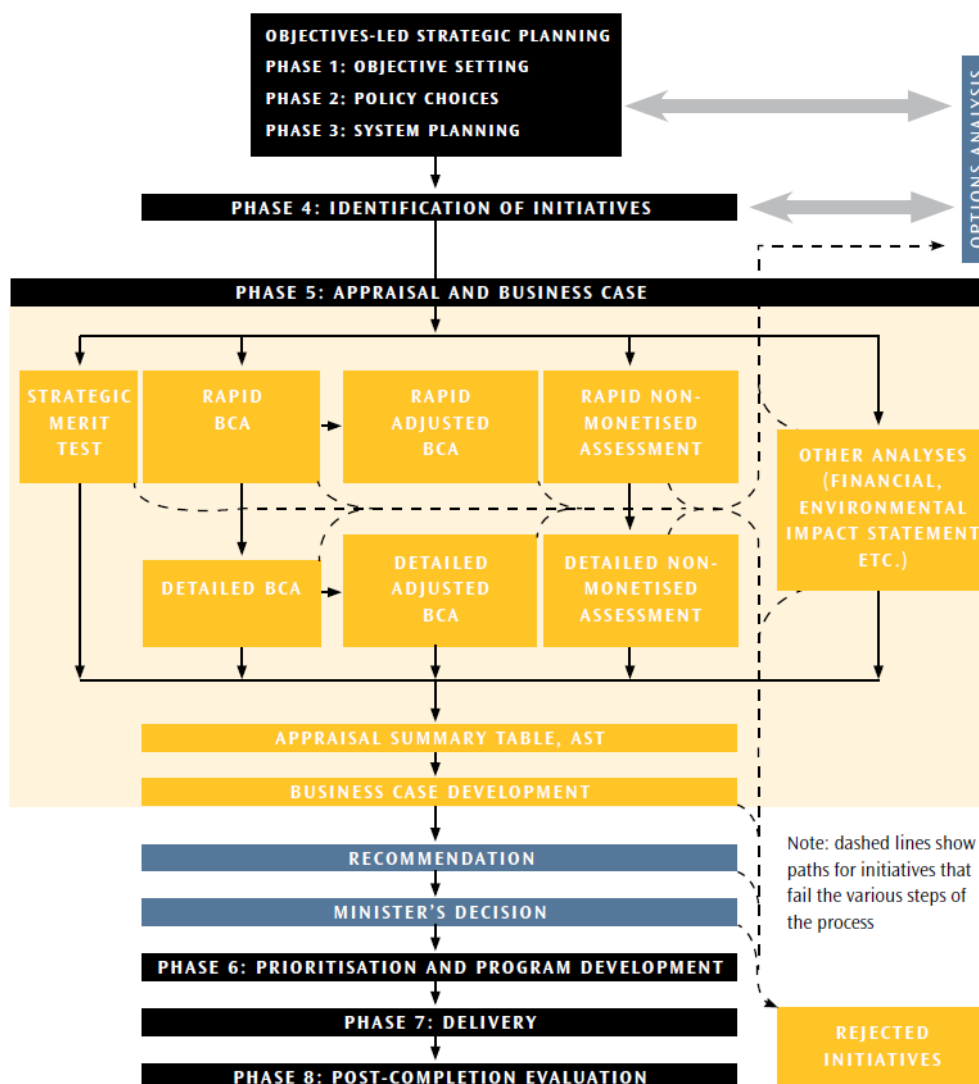 OBJECTIVES-LED STRATEGIC PLANNING
PHASE 1: OBJECTIVE SETTING
PHASE 2: POLICY CHOICES
PHASE 3: SYSTEM PLANNING
OPTIONS ANALYSIS
PHASE 4: IDENTIFICATION OF INITIATIVES
PHASE 5: APPRAISAL AND BUSINESS CASE
STRATEGIC
MERIT
TEST
RAPID
BCA
RAPID
ADJUSTED
BCA
RAPID NON-
MONETISED
ASSESSMENT
OTHER ANALYSES
(FINANCIAL,
ENVIRONMENTAL
IMPACT STATEMENT
ETC.)
DETAILED BCA
DETAILED
ADJUSTED
BCA
DETAILED NON-
MONETISED
ASSESSMENT
APPRAISAL SUMMARY TABLE, AST
BUSINESS CASE DEVELOPMENT
RECOMMENDATION
MINISTER'S DECISION
Note: dashed lines show
paths for initiatives that
fail the various steps of
the process
PHASE 6: PRIORITISATION AND PROGRAM DEVELOPMENT
PHASE 7: DELIVERY
PHASE 8: POST-COMPLETION EVALUATION
REJECTED
INITIATIVES